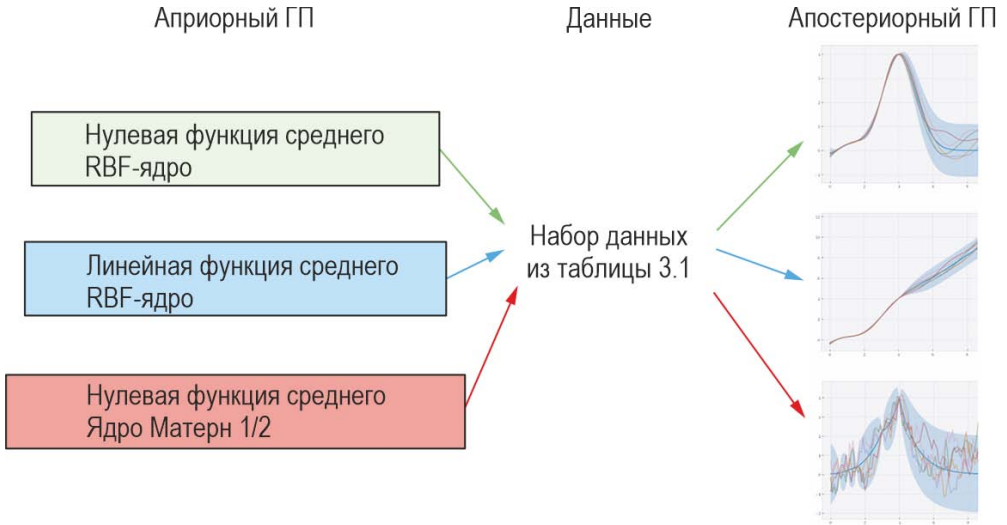 Априорный ГП
Данные
Апостериорный ГП
Нулевая функция среднего
RBF-ядро
Линейная функция среднего
RBF-ядро
Нулевая функция среднего
Ядро Матерн 1/2
Набор данных
из таблицы 3.1